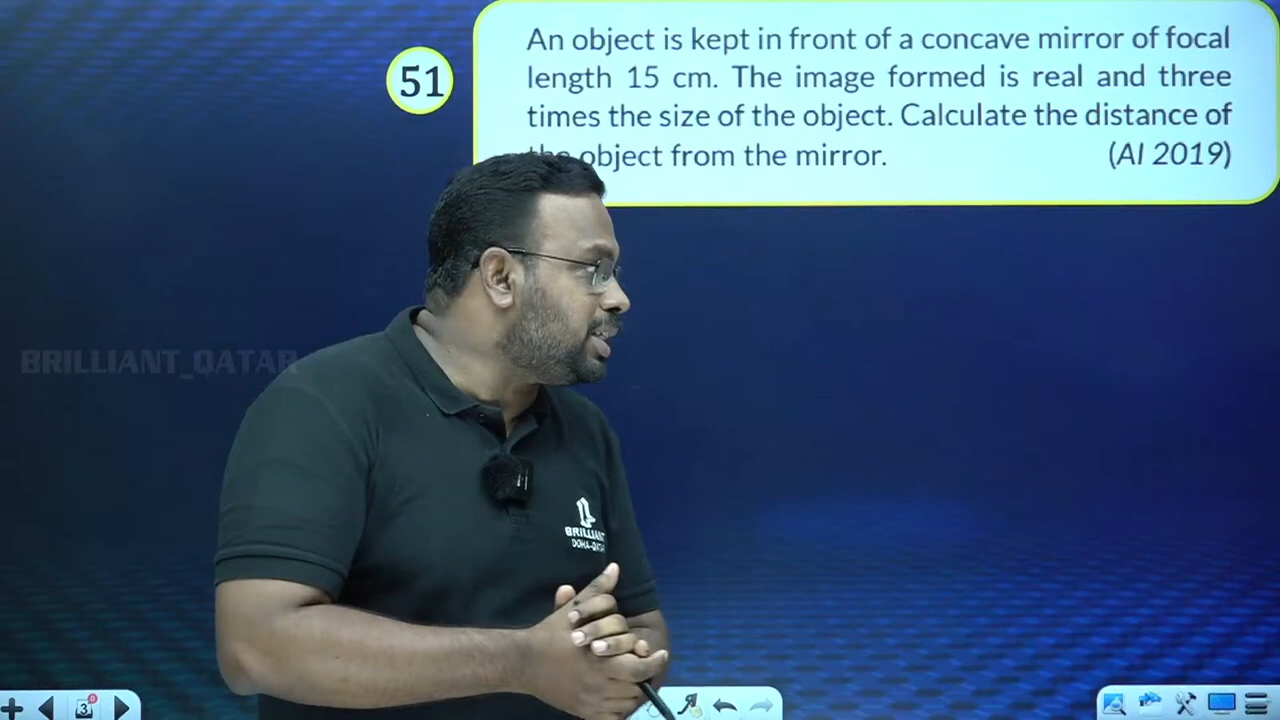 51
An object is kept in front of a concave mirror of focal
length 15 cm. The image formed is real and three
times the size of the object. Calculate the distance of
the object from the mirror. (AI 2019)
BRILLIANT_QATAR
BRILLIANT
DOHA-QATAR
3